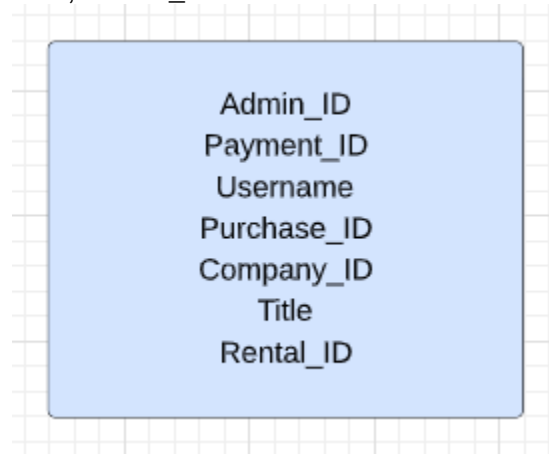 Admin_ID
Payment_ID
Username
Purchase_ID
Company_ID
Title
Rental_ID